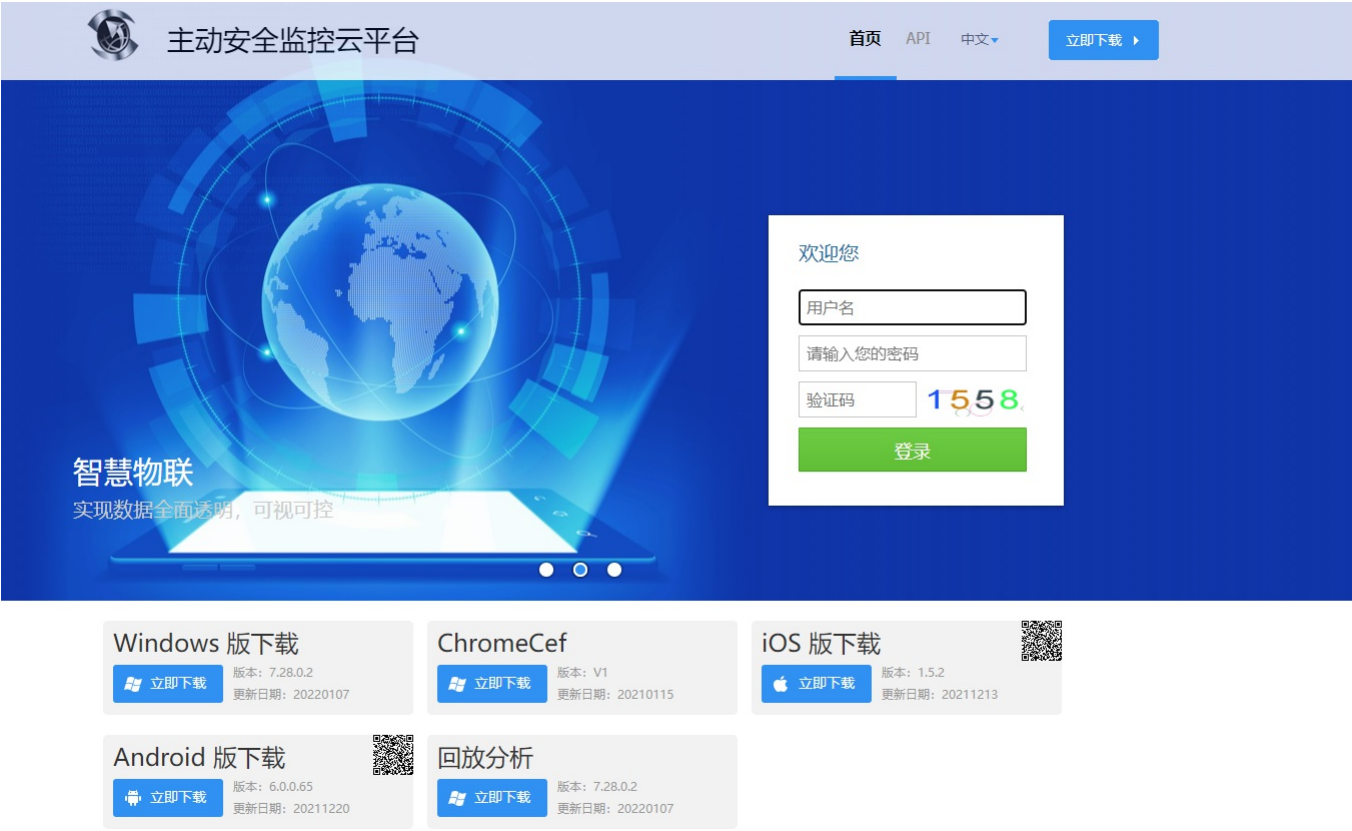 主动安全监控云平台
首页 API 中文 立即下载
欢迎您
用户名
请输入您的密码
验证码 1558
登录
智慧物联
实现数据全面透明，可视可控
Windows 版下载
立即下载
版本：7.28.0.2
更新日期：20220107
ChromeCef
立即下载
版本：V1
更新日期：20210115
iOS 版下载
立即下载
版本：1.5.2
更新日期：20211213
Android 版下载
立即下载
版本：6.0.0.65
更新日期：20211220
回放分析
立即下载
版本：7.28.0.2
更新日期：20220107